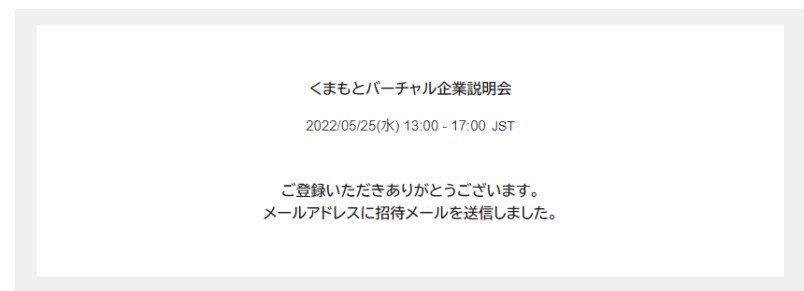 くまもとバーチャル企業説明会
2022/05/25(水) 13:00 - 17:00 JST
ご登録いただきありがとうございます。
メールアドレスに招待メールを送信しました。